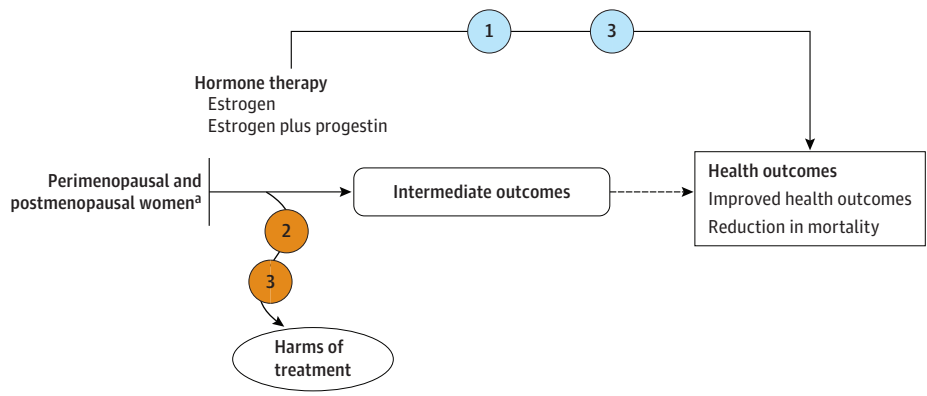 1
3
Hormone therapy
Estrogen
Estrogen plus progestin
Perimenopausal and
postmenopausal womenᵃ
Intermediate outcomes
Health outcomes
Improved health outcomes
Reduction in mortality
2
3
Harms of
treatment